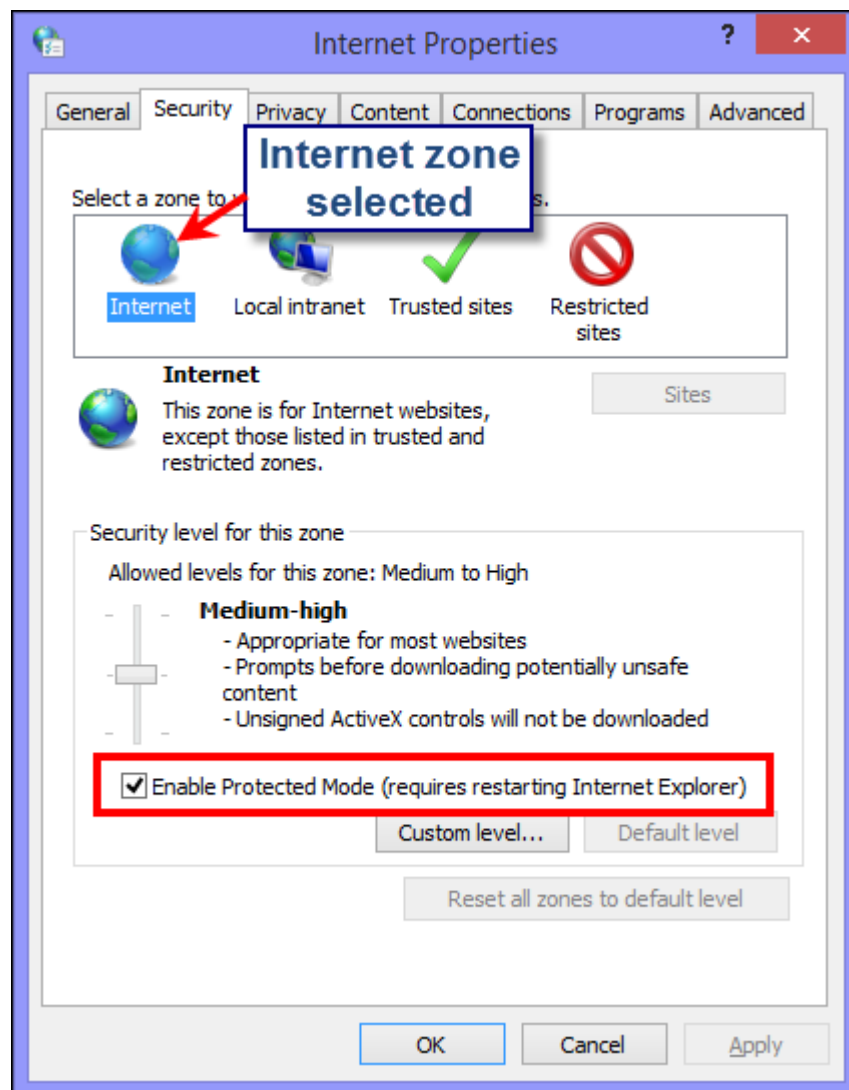 Internet Properties
?
General Security Privacy Content Connections Programs Advanced
Internet zone
selected
Select a zone to
s.
Internet Local intranet Trusted sites Restricted
sites
Internet
Sites
This zone is for Internet websites,
except those listed in trusted and
restricted zones.
Security level for this zone
Allowed levels for this zone: Medium to High
Medium-high
- Appropriate for most websites
- Prompts before downloading potentially unsafe
content
- Unsigned ActiveX controls will not be downloaded
Enable Protected Mode (requires restarting Internet Explorer)
Custom level... Default level
Reset all zones to default level
OK Cancel Apply